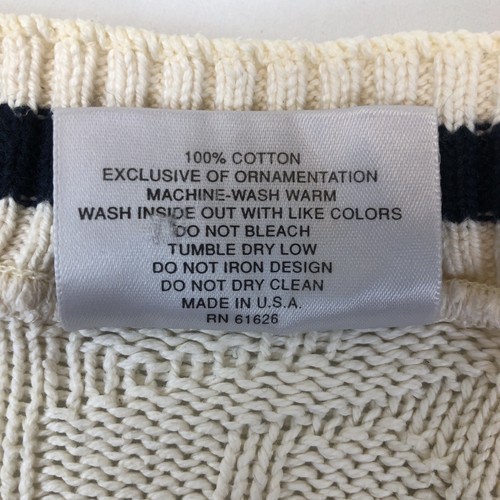 100% COTTON
EXCLUSIVE OF ORNAMENTATION
MACHINE-WASH WARM
WASH INSIDE OUT WITH LIKE COLORS
DO NOT BLEACH
TUMBLE DRY LOW
DO NOT IRON DESIGN
DO NOT DRY CLEAN
MADE IN U.S.A.
RN 61626